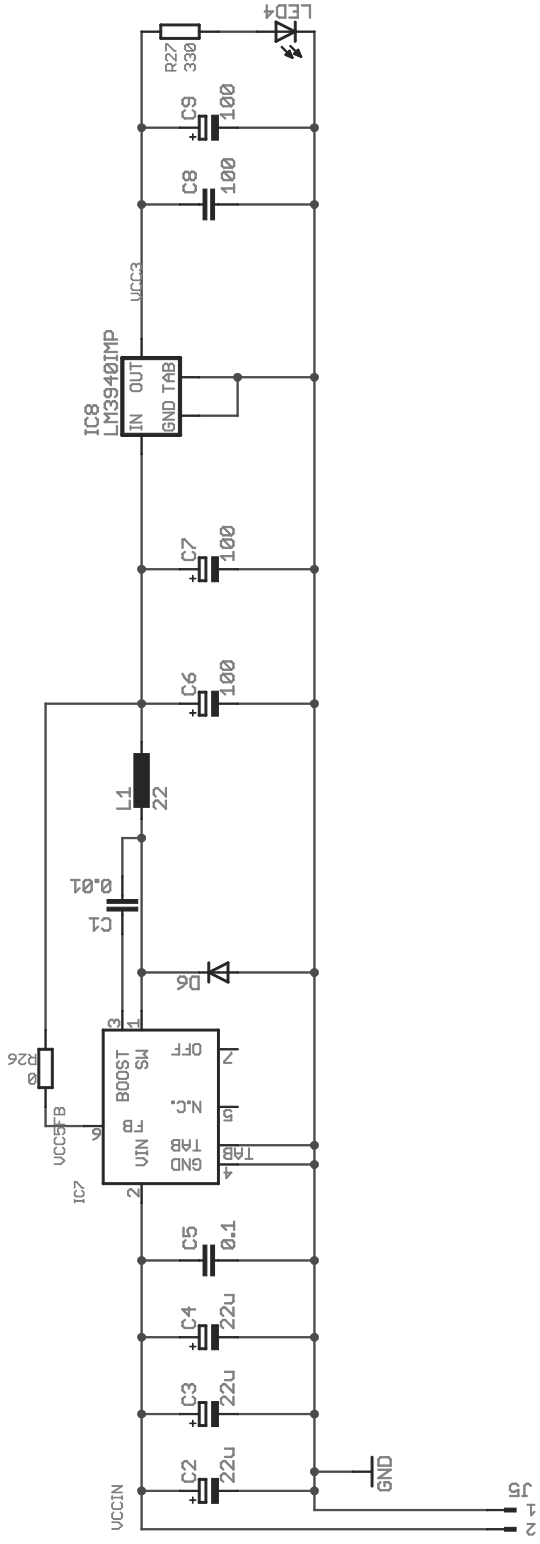 LED4
R27
330
C9
100
C8
100
VCC3
IC8
LM3940IMP
IN OUT
GND TAB
C7
100
C6
100
L1
22
0.01
C1
D6
R26
0
VCC5FB
3
1
BOOST
SW
OFF
7
N.C.
5
FB
6
VIN
2
TAB
TAB
GND
4
IC7
C5
0.1
C4
22u
C3
22u
C2
22u
VCCIN
GND
J5
1
2